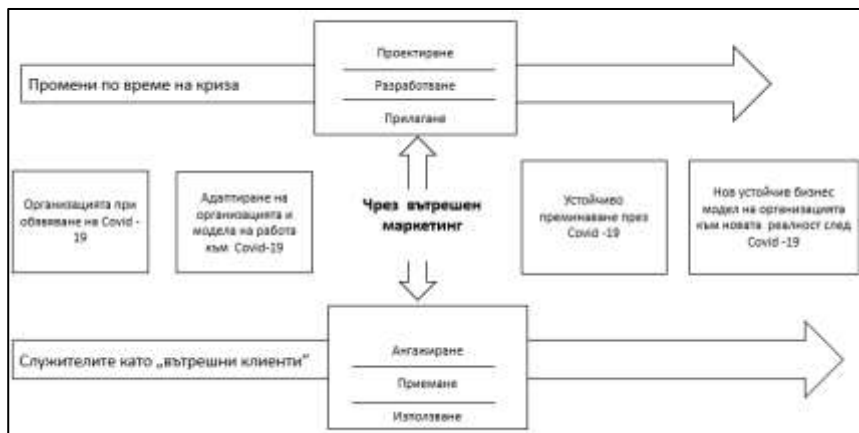 Проектиране
Промени по време на криза
Разработване
Прилагане
Организацията при
обявяване на Covid -
19
Адаптиране на
организацията и
модела на работа
към Covid-19
Чрез вътрешен
маркетинг
Устойчиво
преминаване през
Covid -19
Нов устойчив бизнес
модел на организацията
към новата реалност след
Covid -19
Ангажиране
Служителите като „вътрешни клиенти”
Приемане
Използване